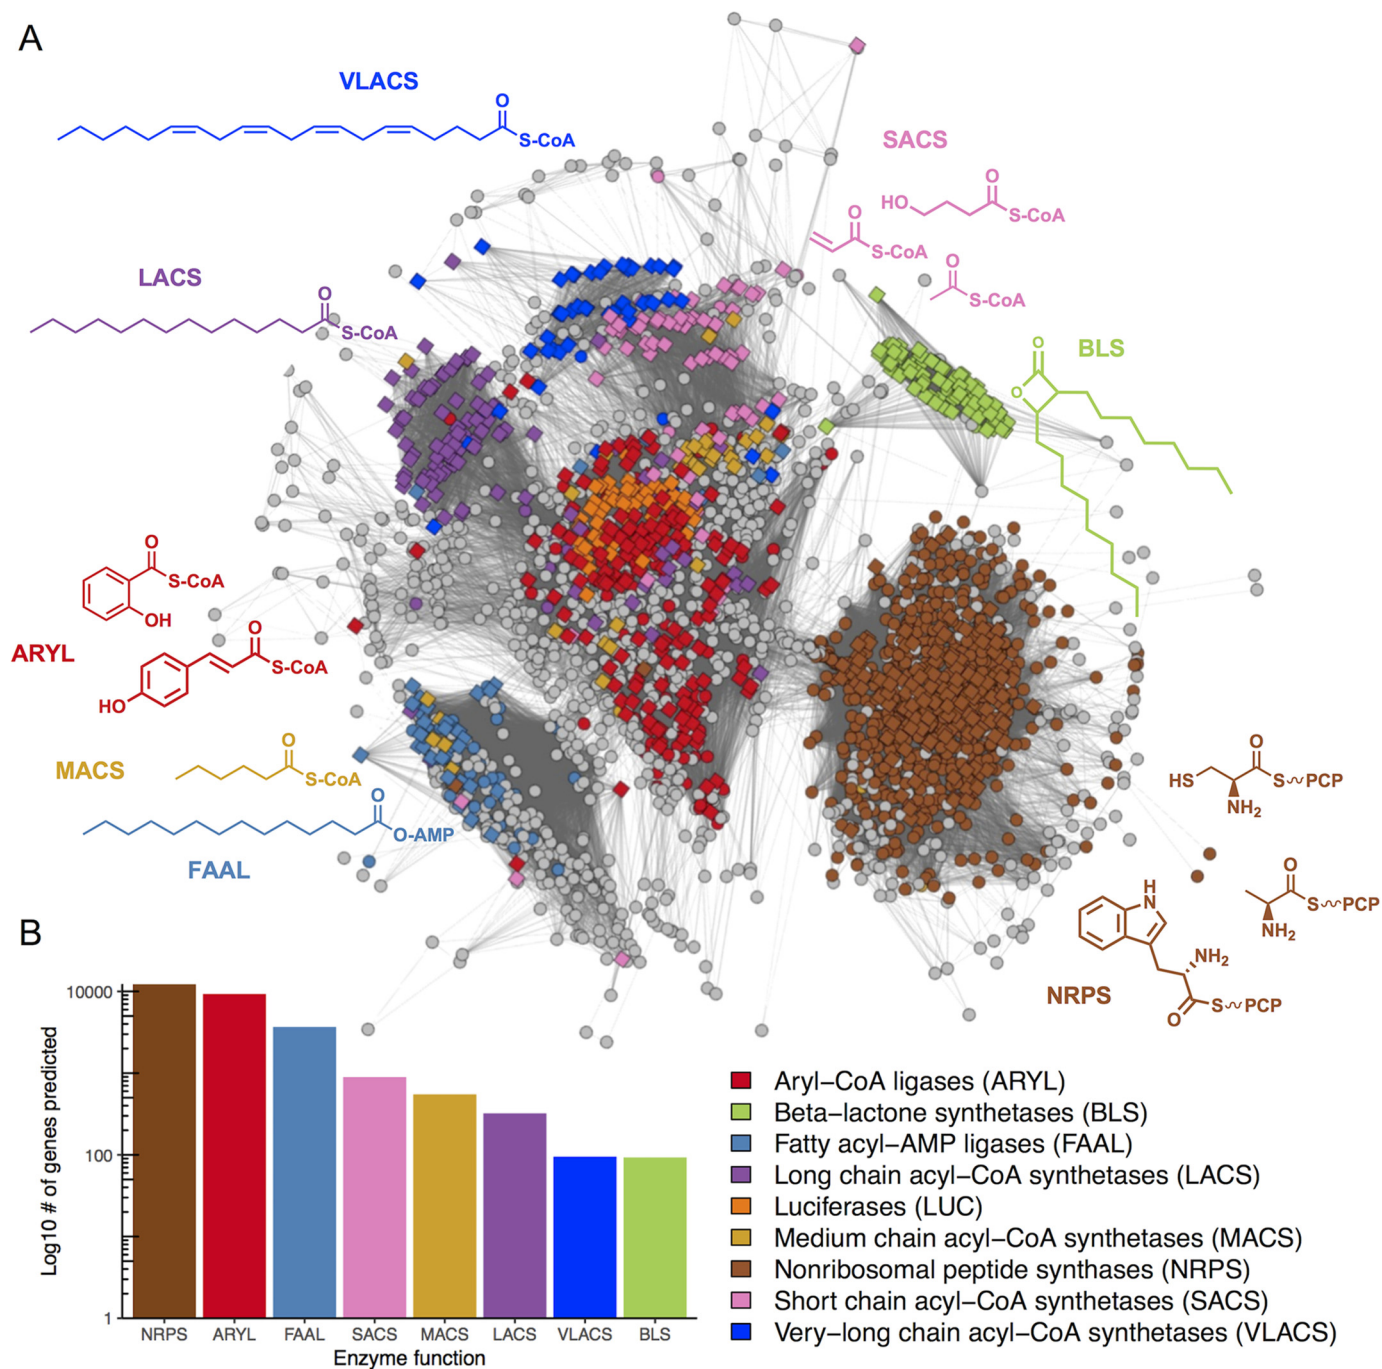 A
VLACS
O
S-CoA
SACS
O
HO
S-CoA
O
S-CoA
O
S-CoA
LACS
O
S-CoA
BLS
O
O
O
S-CoA
OH
ARYL
O
S-CoA
HO
MACS
O
S-CoA
O
O-AMP
FAAL
O
HS
S
PCP
NH2
O
S
PCP
NH2
H
N
NH2
NRPS
S
PCP
O
B
Log10 # of genes predicted
10000
100
1
NRPS ARYL FAAL SACS MACS LACS VLACS BLS
Enzyme function
Aryl−CoA ligases (ARYL)
Beta−lactone synthetases (BLS)
Fatty acyl−AMP ligases (FAAL)
Long chain acyl−CoA synthetases (LACS)
Luciferases (LUC)
Medium chain acyl−CoA synthetases (MACS)
Nonribosomal peptide synthases (NRPS)
Short chain acyl−CoA synthetases (SACS)
Very−long chain acyl−CoA synthetases (VLACS)